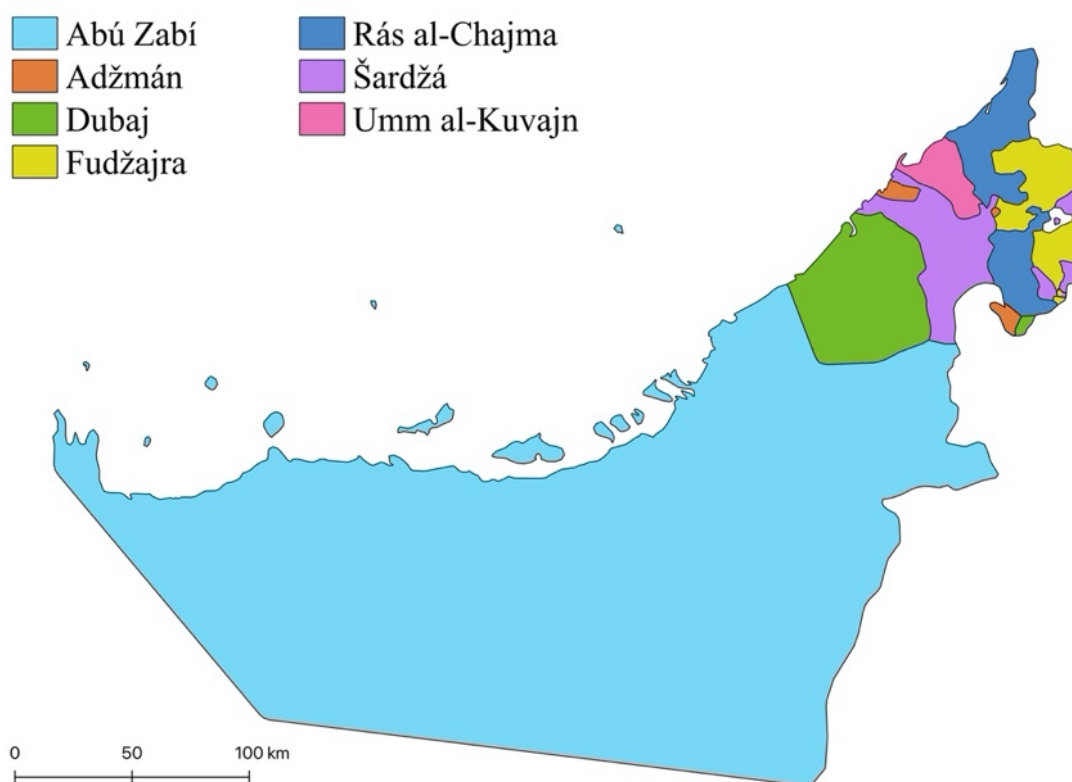 Abú Zabí
Adžmán
Dubaj
Fudžajra
Rás al-Chajma
Šardžá
Umm al-Kuvajn
0 50 100 km